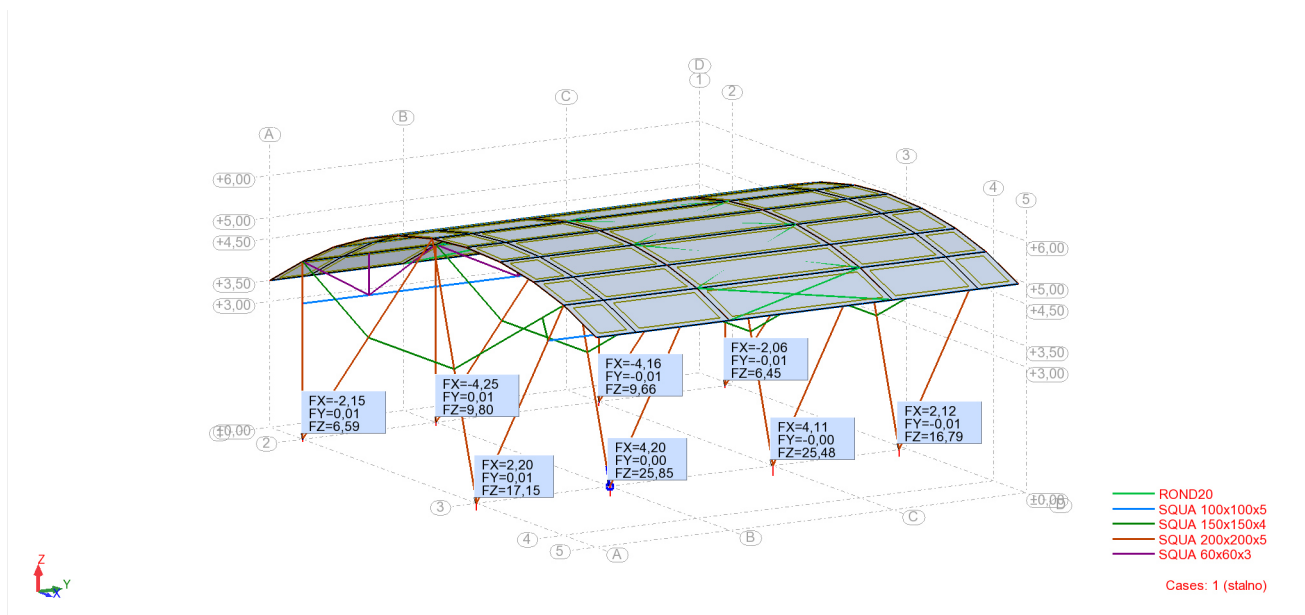 D
1
2
C
B
A
3
4
5
+6,00
+5,00
+4,50
+3,50
+3,00
+6,00
+5,00
+4,50
+3,50
+3,00
FX=-4,16
FY=-0,01
FZ=9,66
FX=-2,06
FY=-0,01
FZ=6,45
FX=-4,25
FY=0,01
FZ=9,80
FX=-2,15
FY=0,01
FZ=6,59
FX=2,12
FY=-0,01
FZ=16,79
FX=4,11
FY=-0,00
FZ=25,48
FX=4,20
FY=0,00
FZ=25,85
FX=2,20
FY=0,01
FZ=17,15
±0,00
2
3
4
5
A
B
C
D
±0,00
ROND20
SQUA 100x100x5
SQUA 150x150x4
SQUA 200x200x5
SQUA 60x60x3
Cases: 1 (stalno)
Z
Y
X